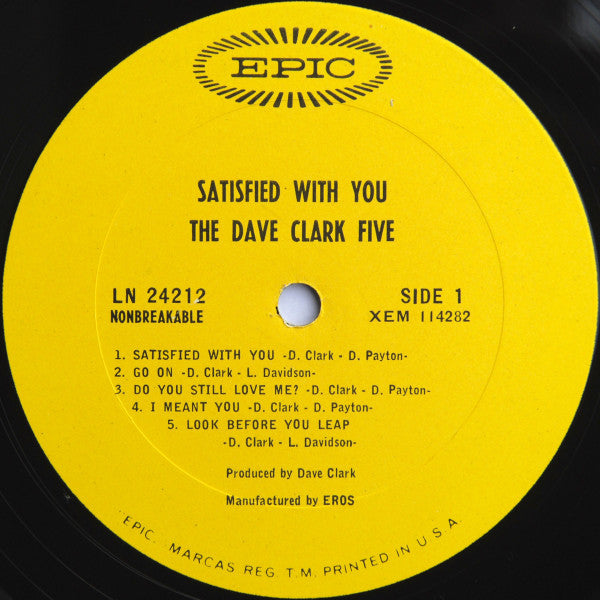 EPIC
SATISFIED WITH YOU
THE DAVE CLARK FIVE
LN 24212
NONBREAKABLE
SIDE 1
XEM 114282
1. SATISFIED WITH YOU -D. Clark - D. Payton-
2. GO ON -D. Clark - L. Davidson-
3. DO YOU STILL LOVE ME? -D. Clark - D. Payton-
4. I MEANT YOU -D. Clark - D. Payton-
5. LOOK BEFORE YOU LEAP
-D. Clark - L. Davidson-
Produced by Dave Clark
Manufactured by EROS
EPIC. MARCAS REG. T.M. PRINTED IN U.S.A.